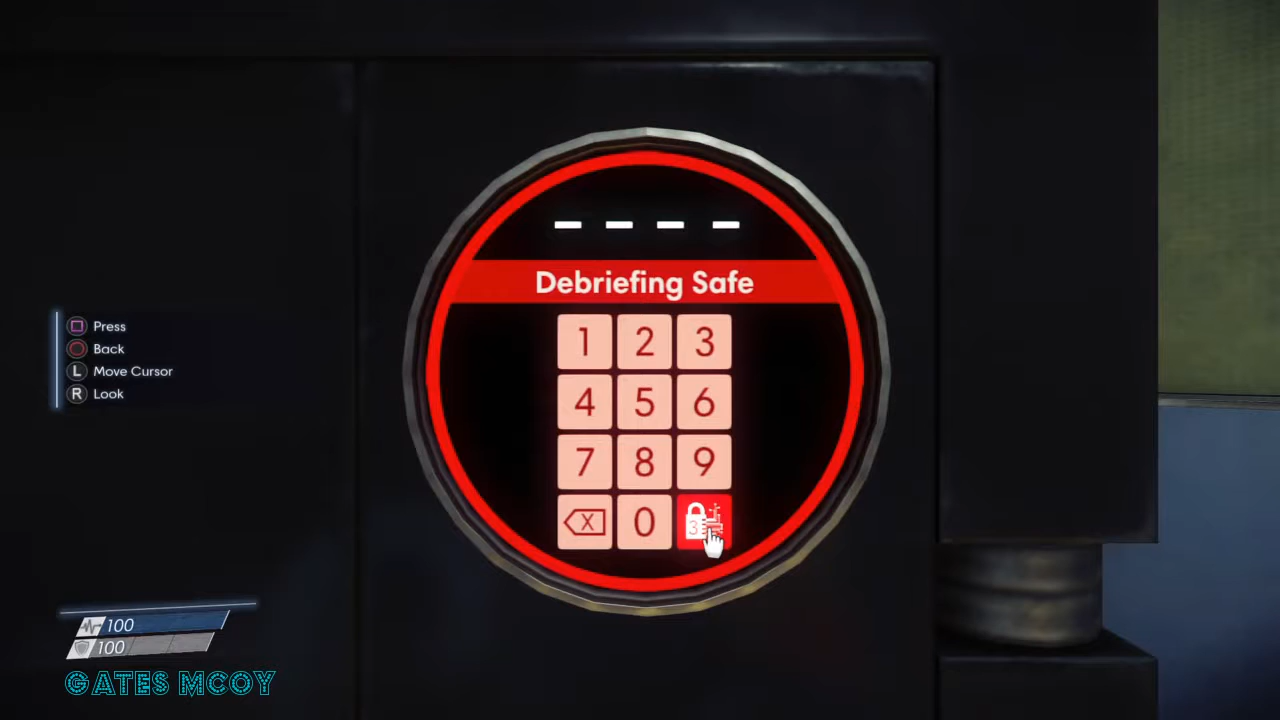 Debriefing Safe
1 2 3
4 5 6
7 8 9
X 0 3
Press
Back
L Move Cursor
R Look
100
100
GATES MCOY